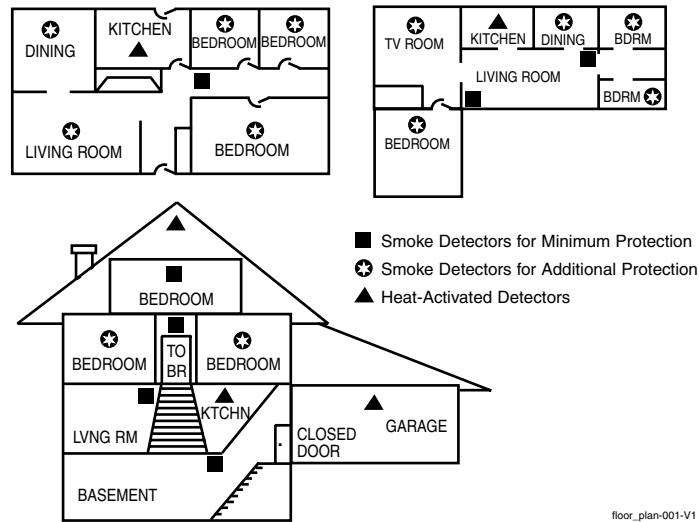 DINING
KITCHEN
BEDROOM
BEDROOM
LIVING ROOM
BEDROOM
TV ROOM
KITCHEN
DINING
BDRM
LIVING ROOM
BDRM
BEDROOM
Smoke Detectors for Minimum Protection
Smoke Detectors for Additional Protection
Heat-Activated Detectors
BEDROOM
BEDROOM
TO
BR
BEDROOM
LVNG RM
KTCHN
CLOSED
DOOR
GARAGE
BASEMENT
floor_plan-001-V1